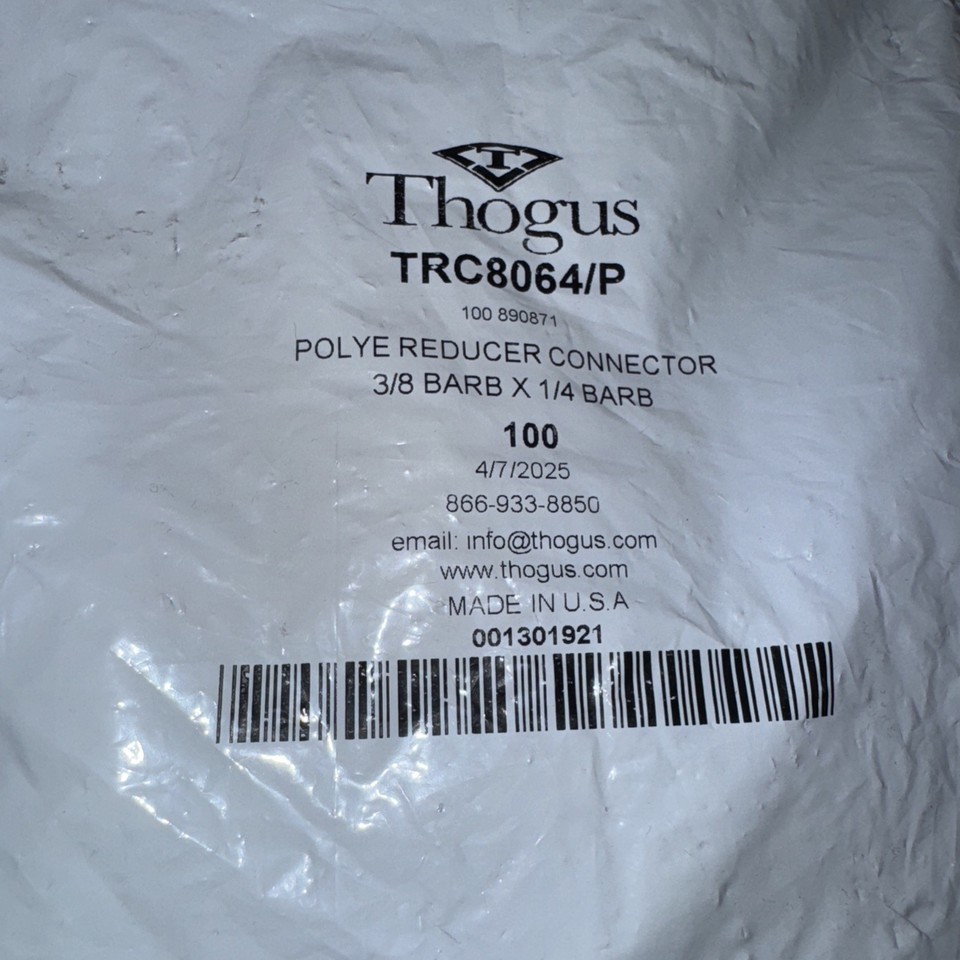 T
Thogus
TRC8064/P
100 890871
POLYE REDUCER CONNECTOR
3/8 BARB X 1/4 BARB
100
4/7/2025
866-933-8850
email: info@thogus.com
www.thogus.com
MADE IN U.S.A
001301921